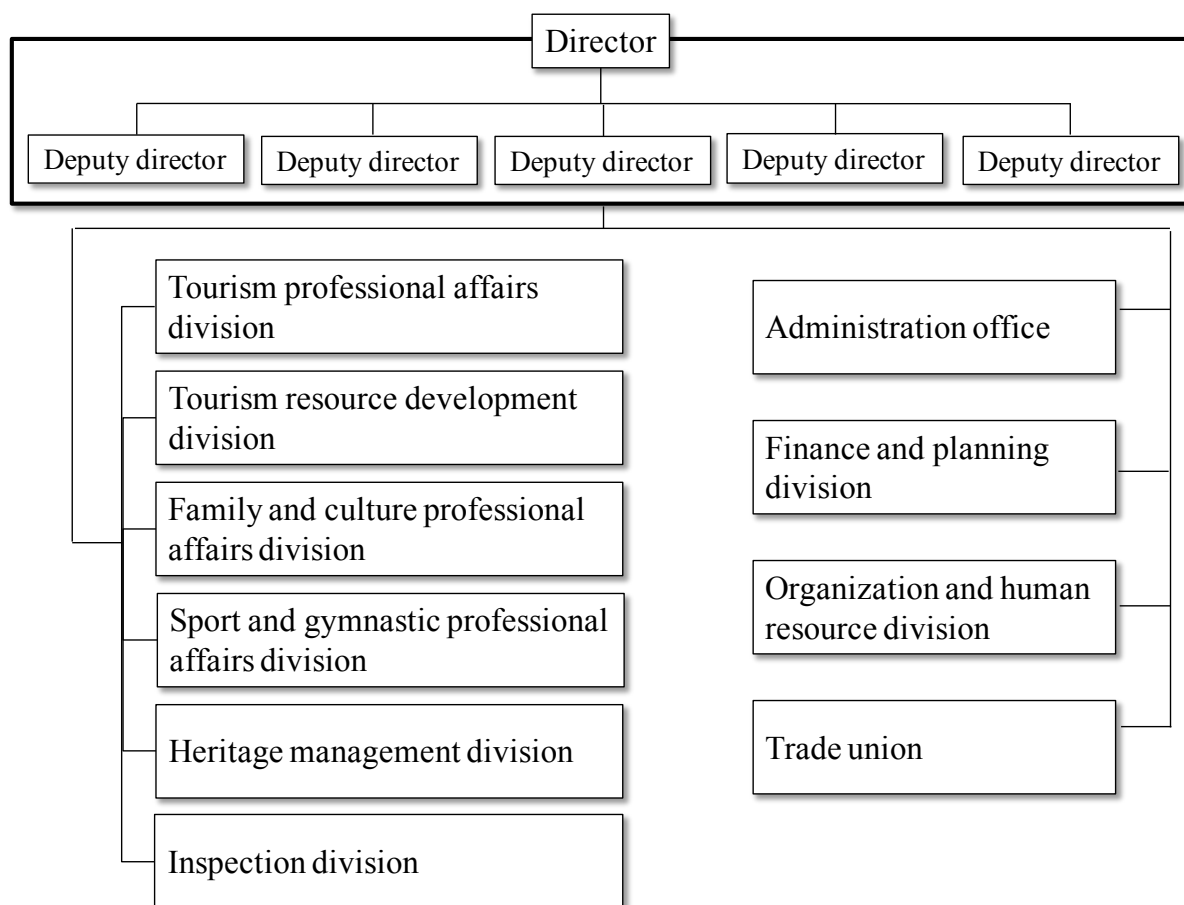 Director
Deputy director
Deputy director
Deputy director
Deputy director
Deputy director
Tourism professional affairs
division
Tourism resource development
division
Family and culture professional
affairs division
Sport and gymnastic professional
affairs division
Heritage management division
Inspection division
Administration office
Finance and planning
division
Organization and human
resource division
Trade union